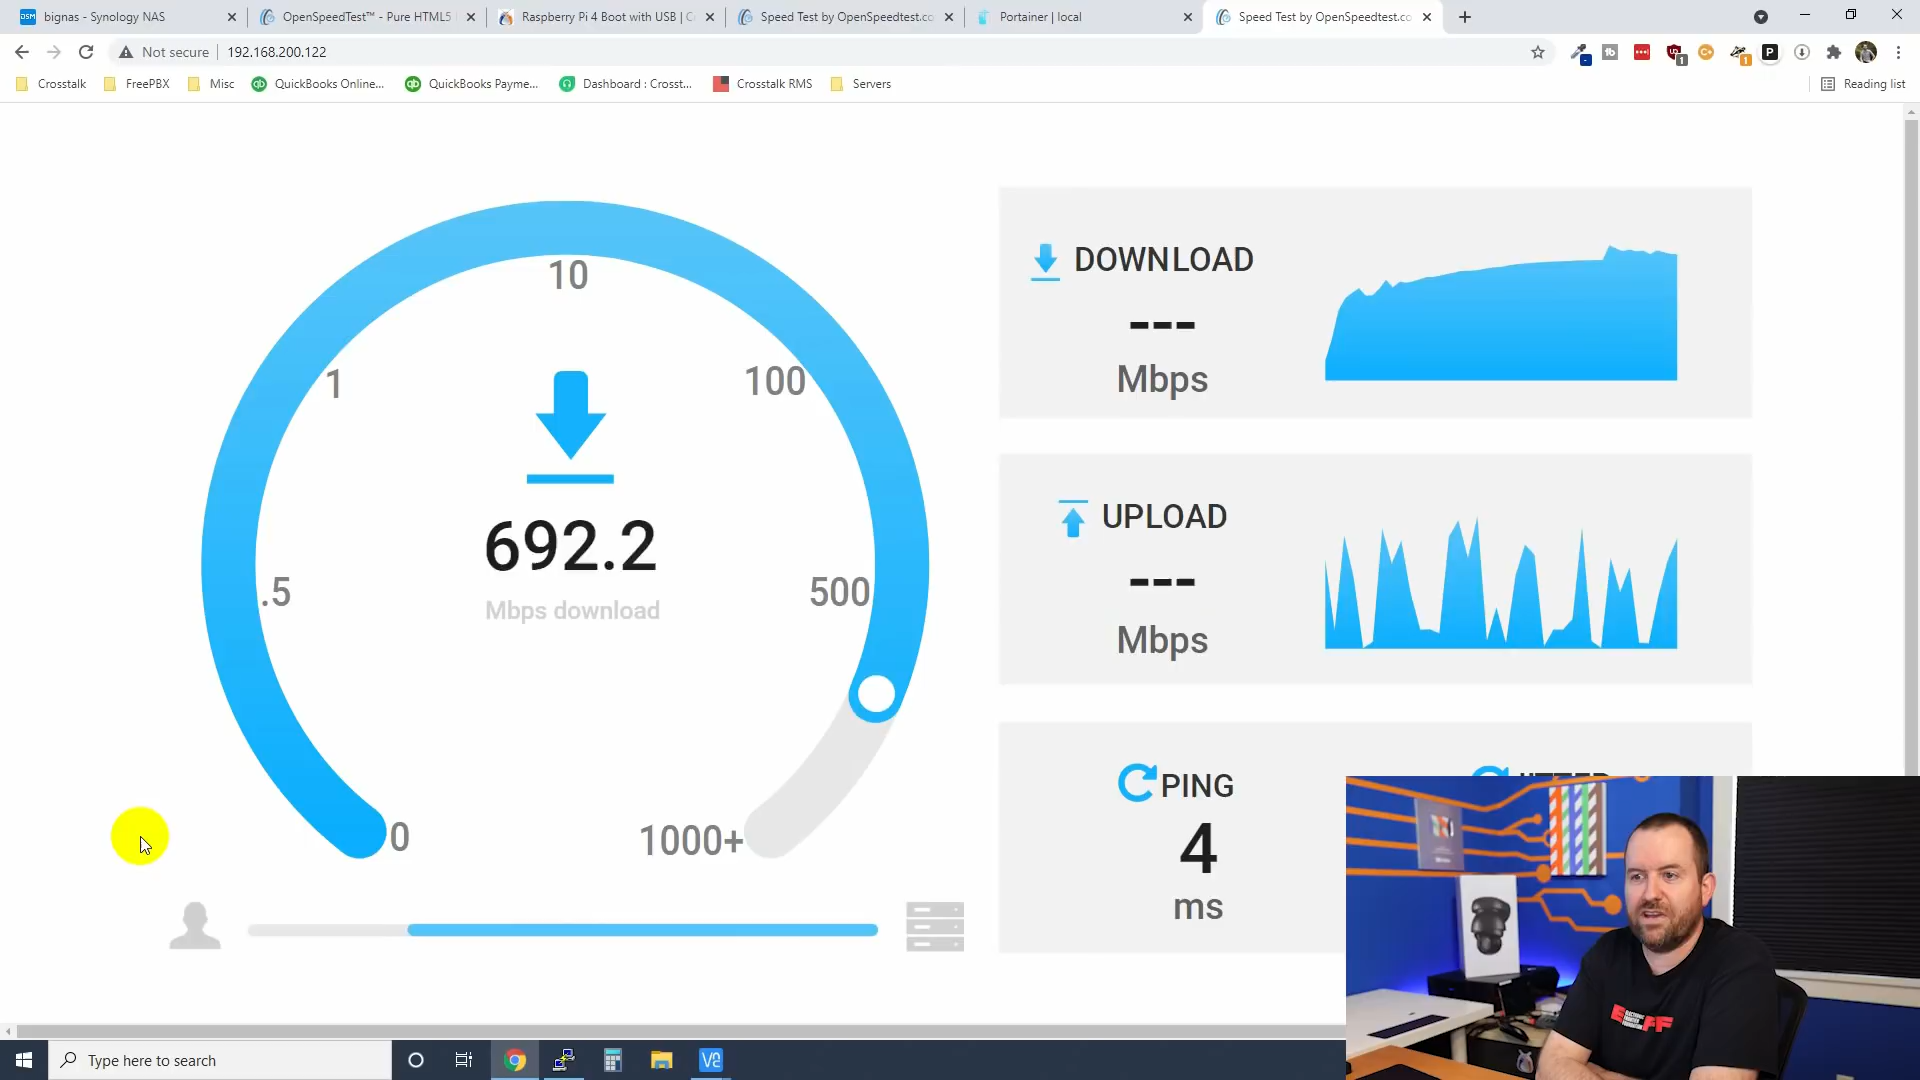 bignas - Synology NAS
OpenSpeedTest™ - Pure HTML5
Raspberry Pi 4 Boot with USB | C
Speed Test by OpenSpeedtest.co
Portainer | local
Speed Test by OpenSpeedtest.co
Not secure
192.168.200.122
Crosstalk
FreePBX
Misc
QuickBooks Online...
QuickBooks Payme...
Dashboard : Crosst...
Crosstalk RMS
Servers
Reading list
0
.5
1
10
100
500
1000+
692.2
Mbps download
DOWNLOAD
---
Mbps
UPLOAD
---
Mbps
PING
4
ms
Type here to search